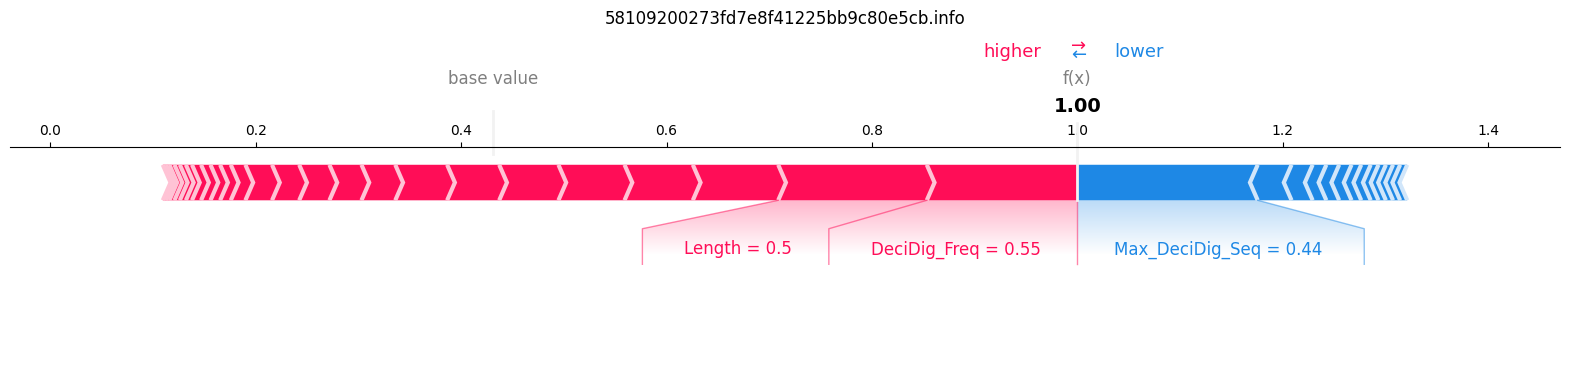 58109200273fd7e8f41225bb9c80e5cb.info
higher ⇄ lower
base value f(x)
1.00
0.0 0.2 0.4 0.6 0.8 1.0 1.2 1.4
Length = 0.5 DeciDig_Freq = 0.55 Max_DeciDig_Seq = 0.44